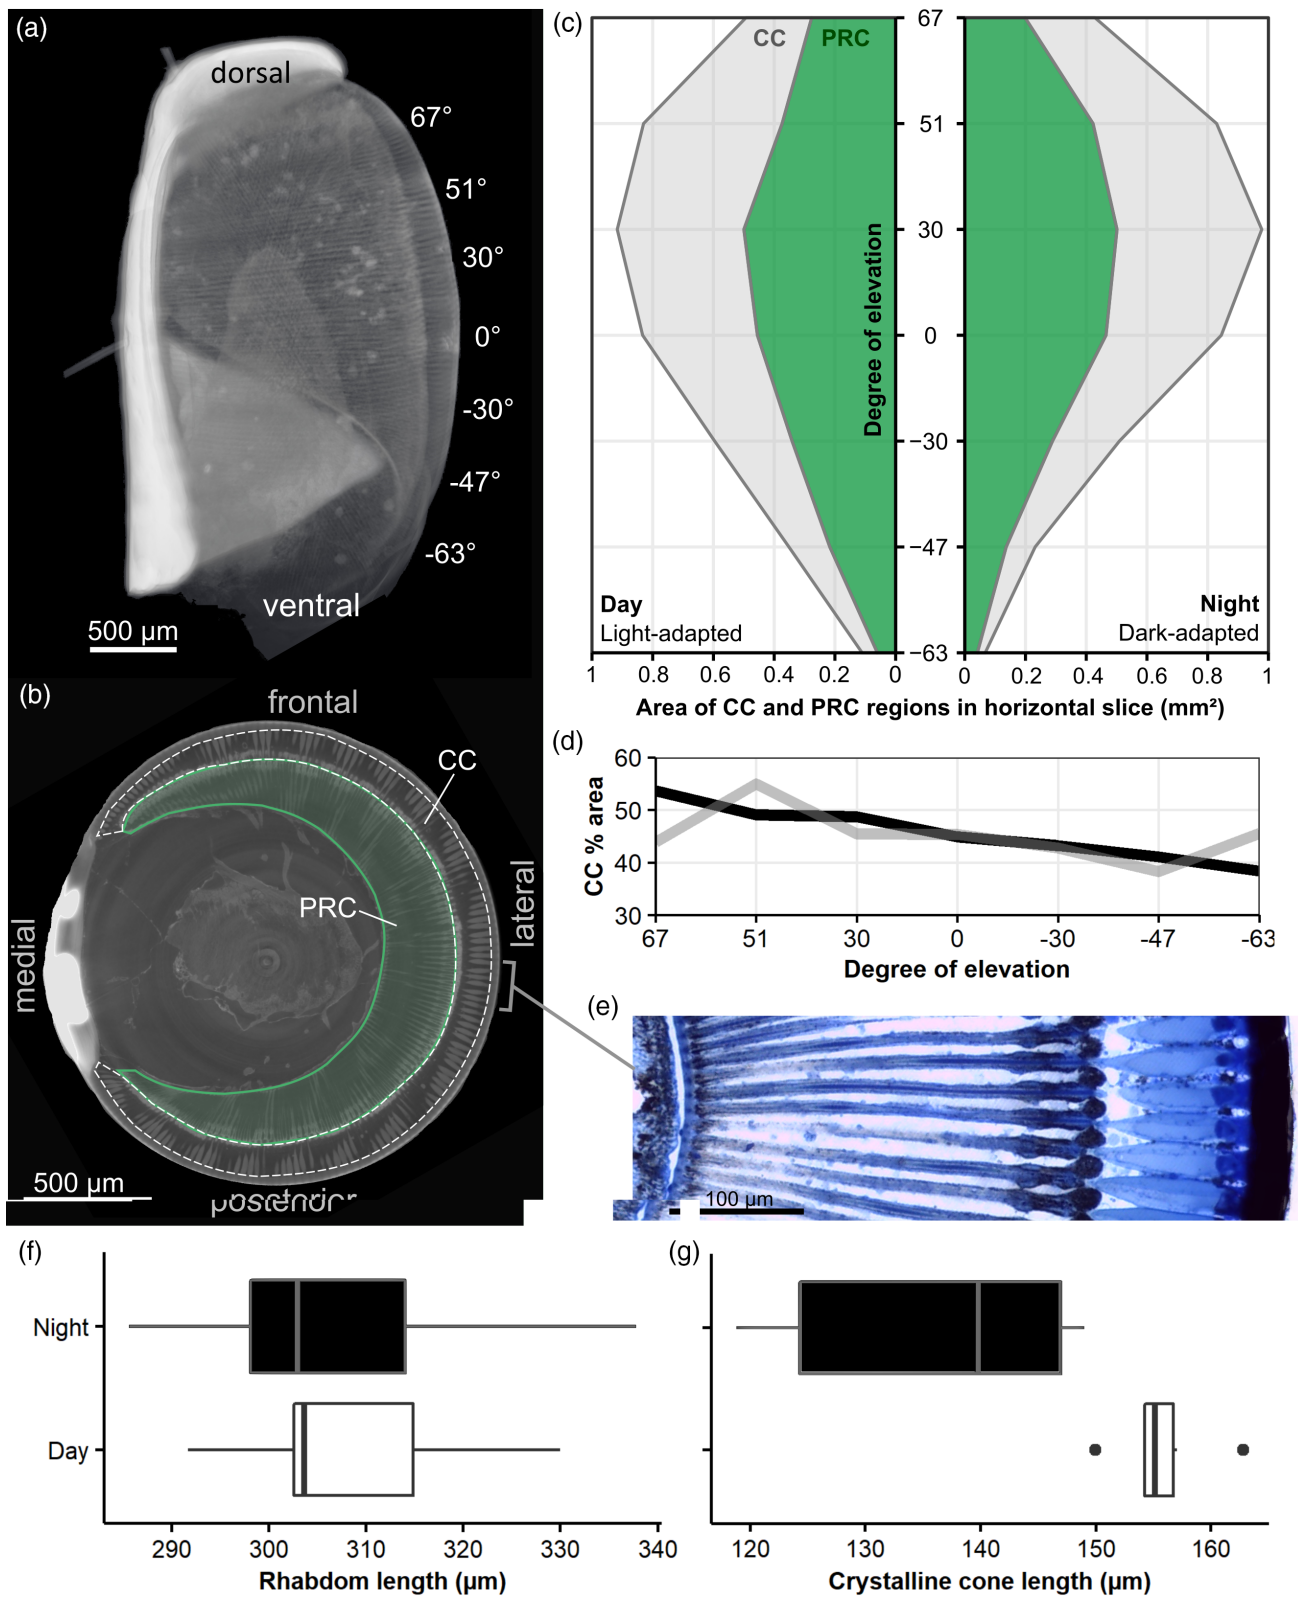 (a)
dorsal
67°
51°
30°
0°
-30°
-47°
-63°
ventral
500 µm
(b)
frontal
CC
PRC
medial
lateral
500 µm
posterior
(c)
CC PRC
67
51
30
0
−30
−47
−63
Degree of elevation
Day
Light-adapted
Night
Dark-adapted
1 0.8 0.6 0.4 0.2 0 0 0.2 0.4 0.6 0.8 1
Area of CC and PRC regions in horizontal slice (mm²)
(d)
60
50
40
30
CC % area
67 51 30 0 -30 -47 -63
Degree of elevation
(e)
100 µm
(f)
Night
Day
290 300 310 320 330 340
Rhabdom length (µm)
(g)
120 130 140 150 160
Crystalline cone length (µm)